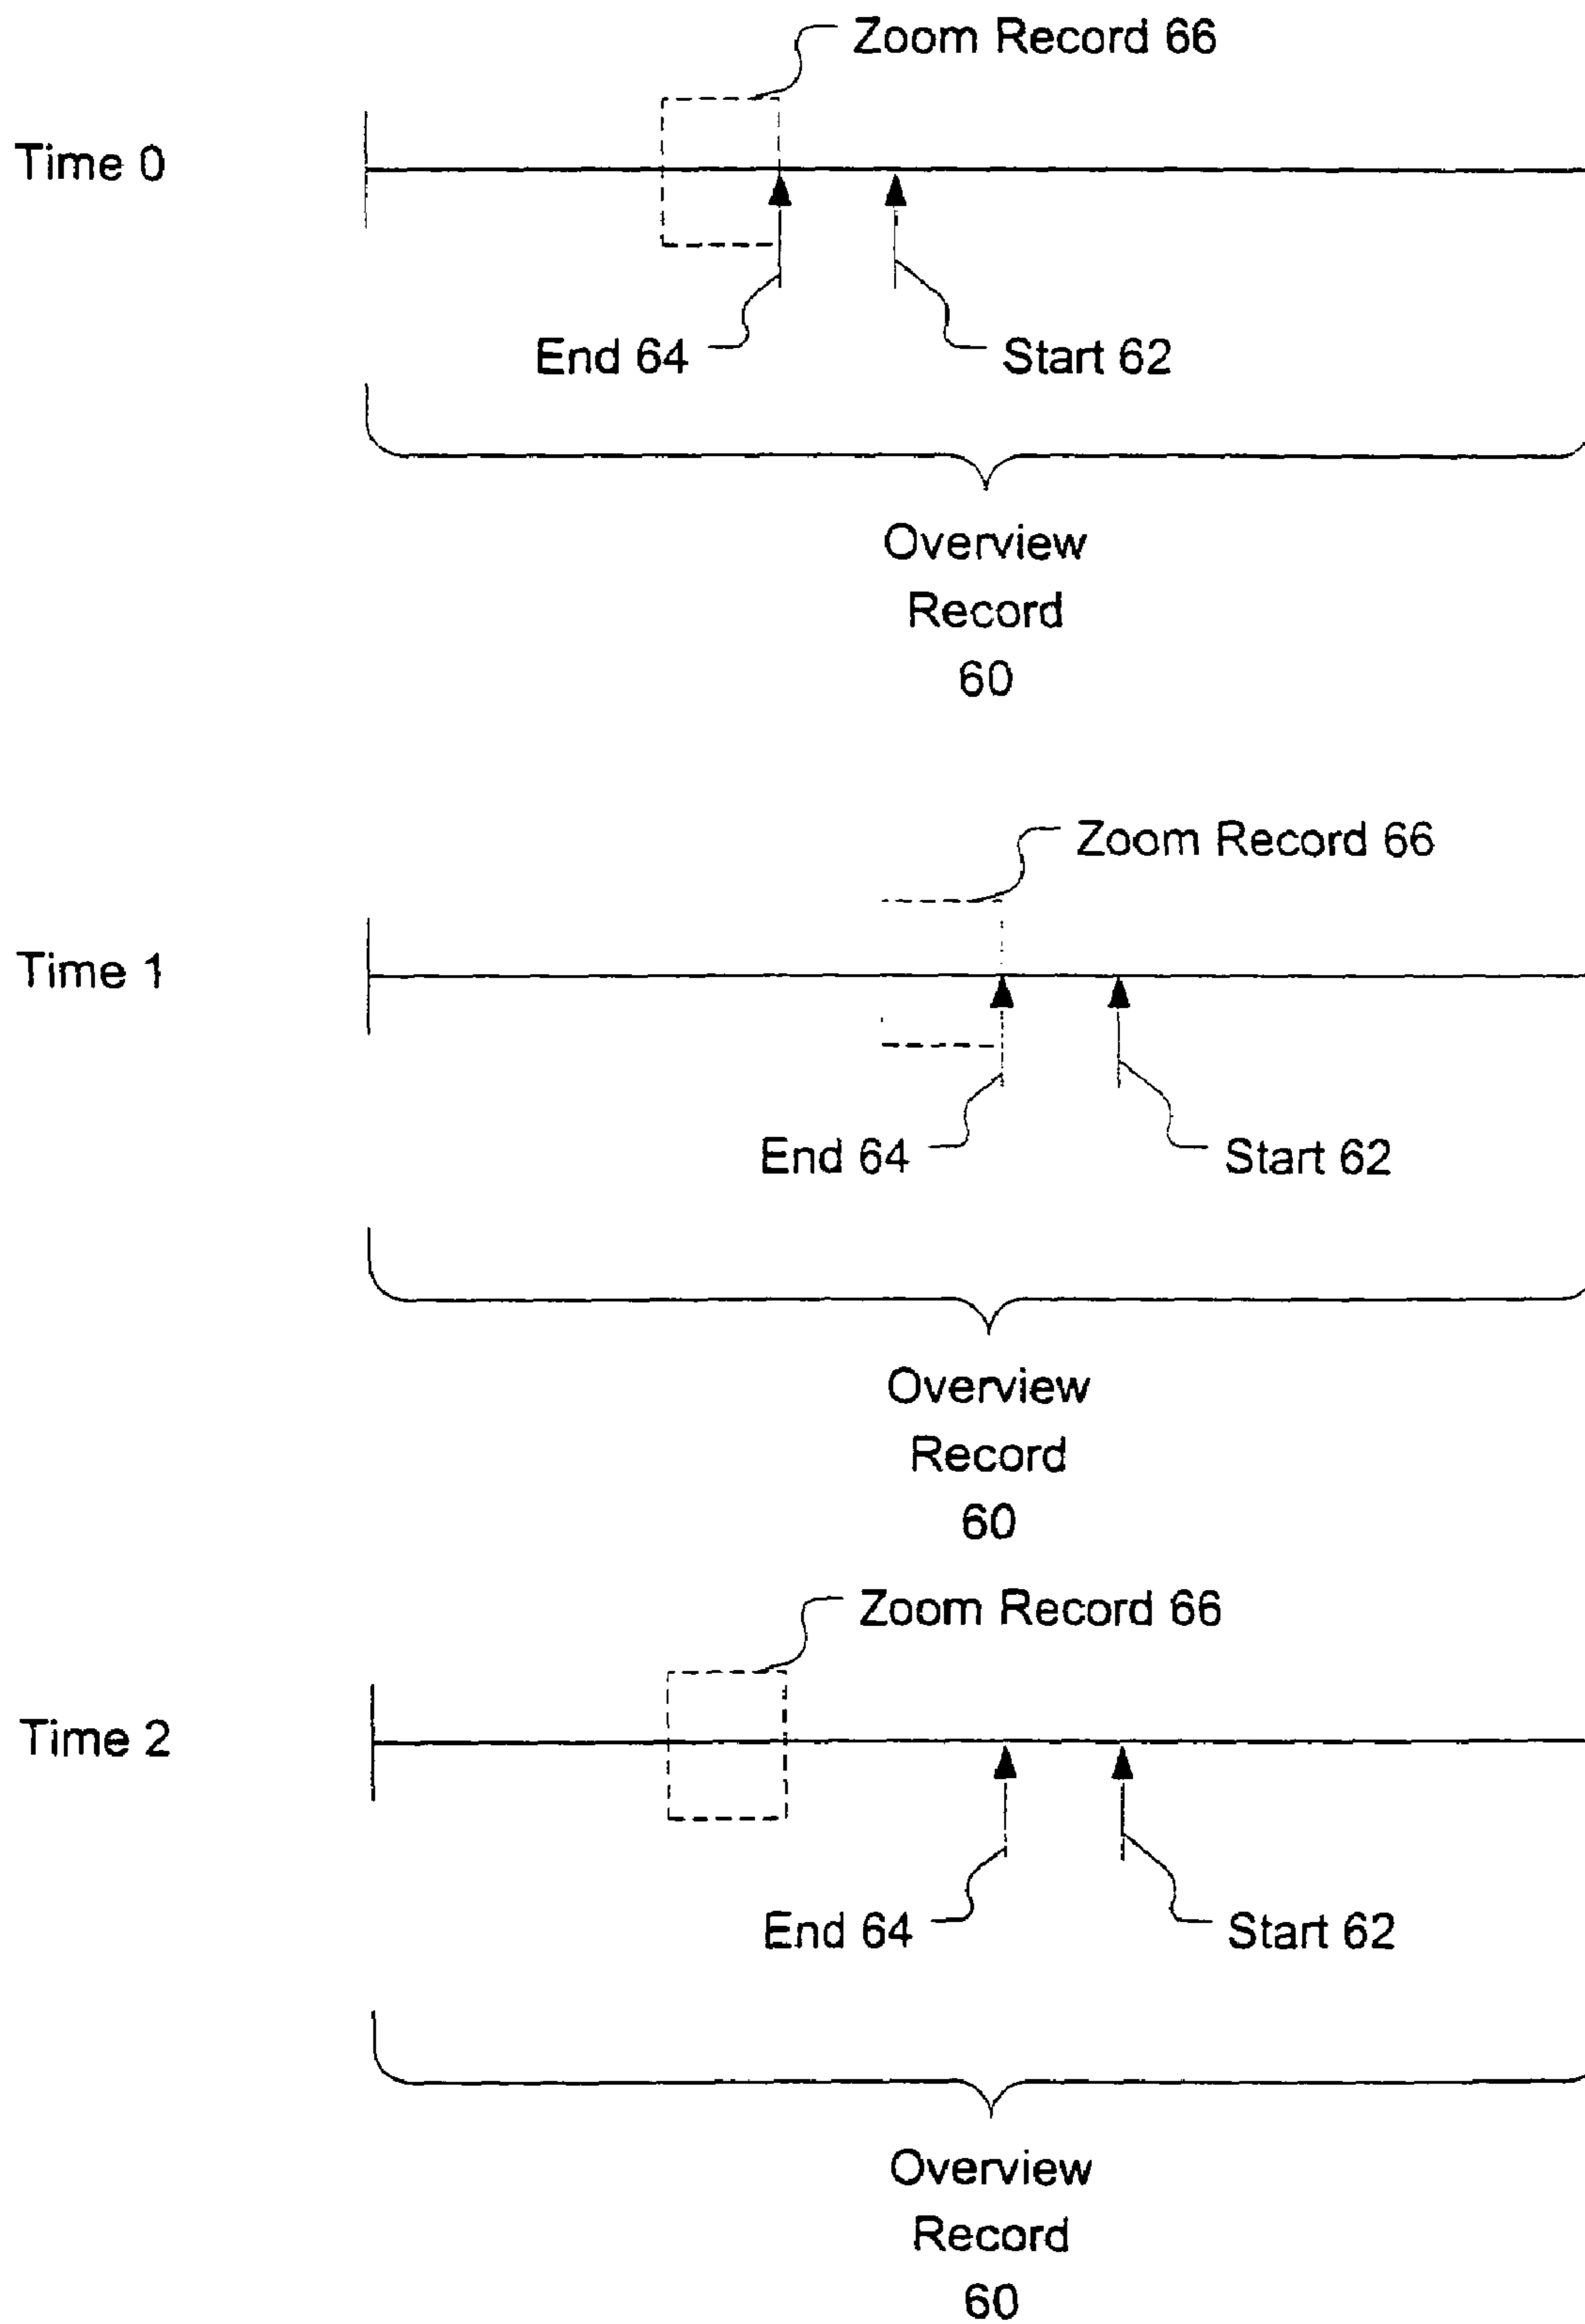 Zoom Record 66
Time 0
End 64
Start 62
Overview
Record
60
Zoom Record 66
Time 1
End 64
Start 62
Overview
Record
60
Zoom Record 66
Time 2
End 64
Start 62
Overview
Record
60